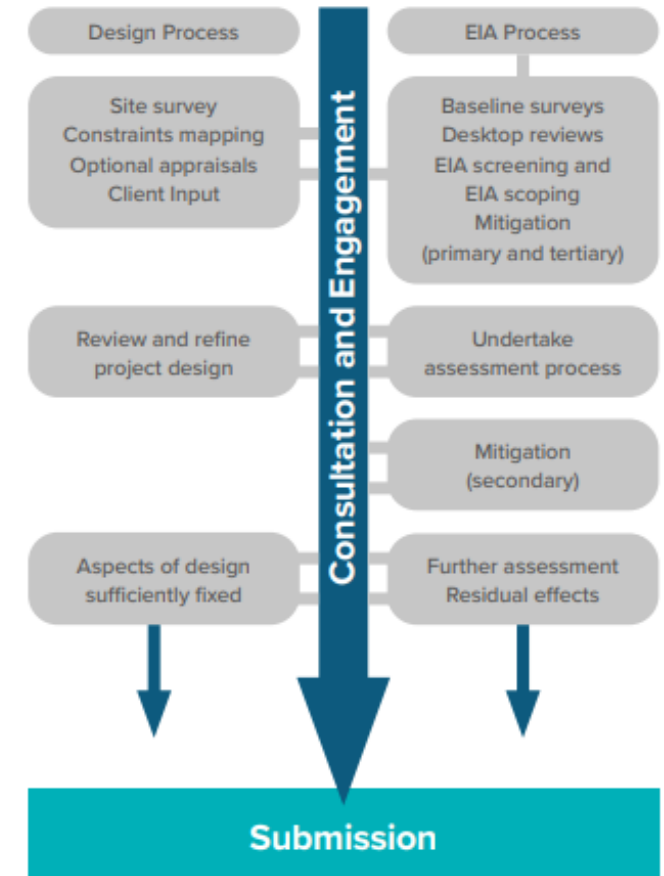 Design Process
EIA Process
Site survey
Constraints mapping
Optional appraisals
Client Input
Baseline surveys
Desktop reviews
EIA screening and
EIA scoping
Mitigation
(primary and tertiary)
Consultation and Engagement
Review and refine
project design
Undertake
assessment process
Mitigation
(secondary)
Aspects of design
sufficiently fixed
Further assessment
Residual effects
Submission